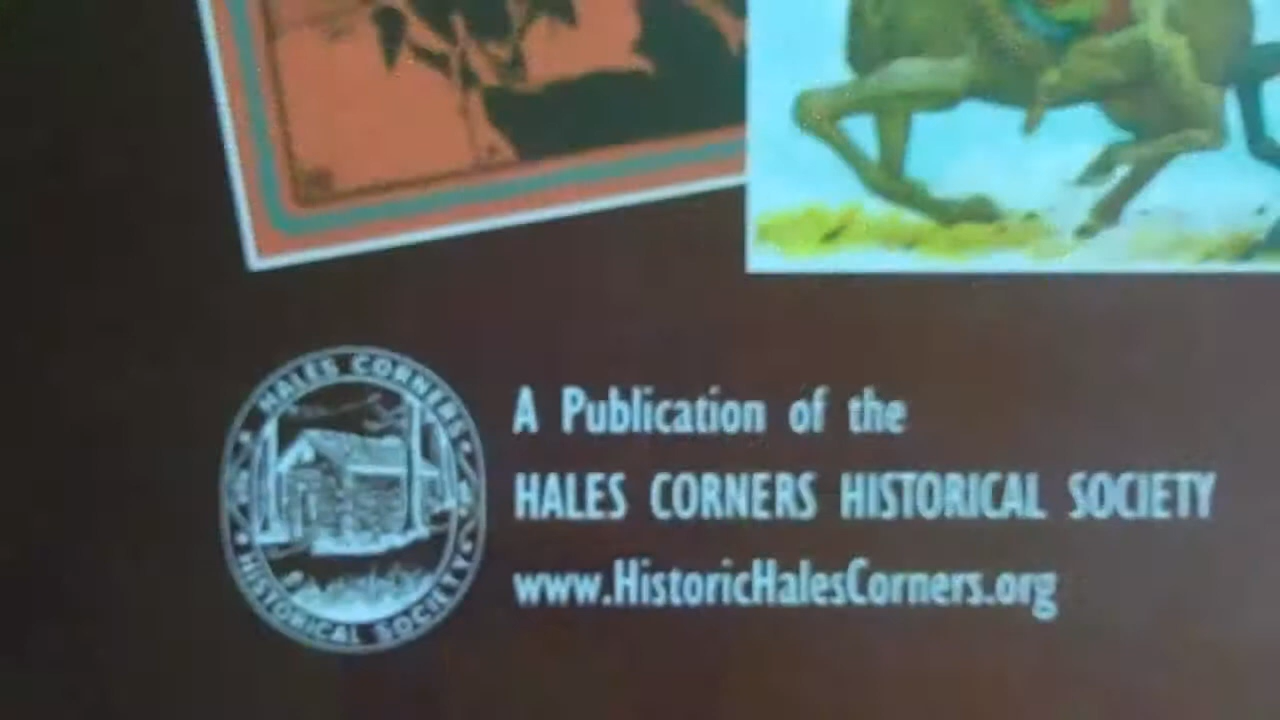 HALES CORNERS
HISTORICAL SOCIETY
A Publication of the
HALES CORNERS HISTORICAL SOCIETY
www.HistoricHalesCorners.org